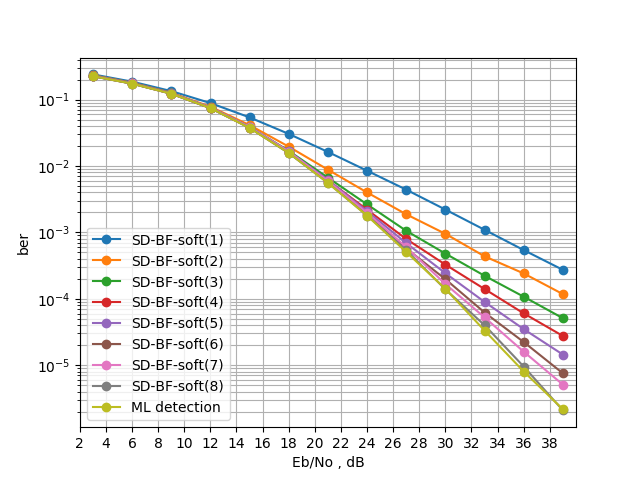 10⁻¹
10⁻²
10⁻³
10⁻⁴
10⁻⁵
ber
SD-BF-soft(1)
SD-BF-soft(2)
SD-BF-soft(3)
SD-BF-soft(4)
SD-BF-soft(5)
SD-BF-soft(6)
SD-BF-soft(7)
SD-BF-soft(8)
ML detection
2 4 6 8 10 12 14 16 18 20 22 24 26 28 30 32 34 36 38
Eb/No , dB